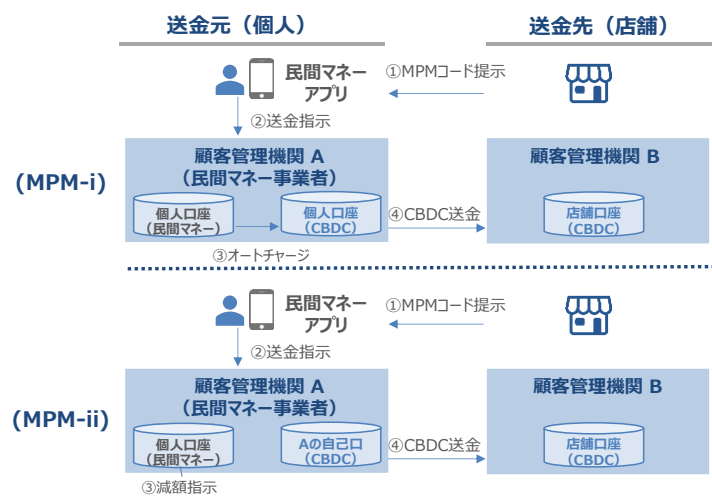 送金元（個人）
送金先（店舗）
民間マネー
アプリ
①MPMコード提示
②送金指示
(MPM-i)
顧客管理機関 A
（民間マネー事業者）
顧客管理機関 B
個人口座
（民間マネー）
個人口座
（CBDC）
④CBDC送金
店舗口座
（CBDC）
③オートチャージ
民間マネー
アプリ
①MPMコード提示
②送金指示
(MPM-ii)
顧客管理機関 A
（民間マネー事業者）
顧客管理機関 B
個人口座
（民間マネー）
Aの自己口
（CBDC）
④CBDC送金
店舗口座
（CBDC）
③減額指示